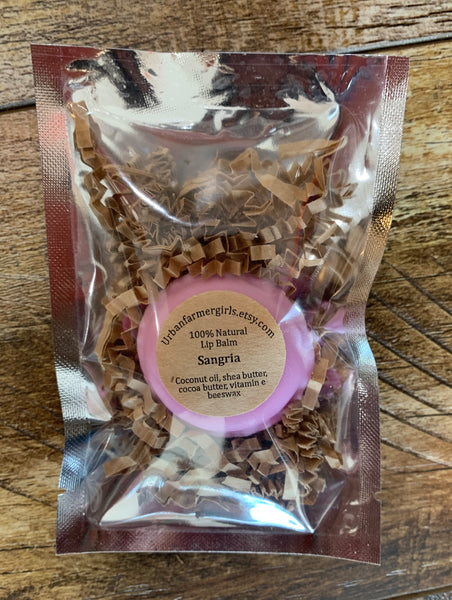 Urbanfarmergirls.etsy.com
100% Natural
Lip Balm
Sangria
Coconut oil, shea butter,
cocoa butter, vitamin e
beeswax